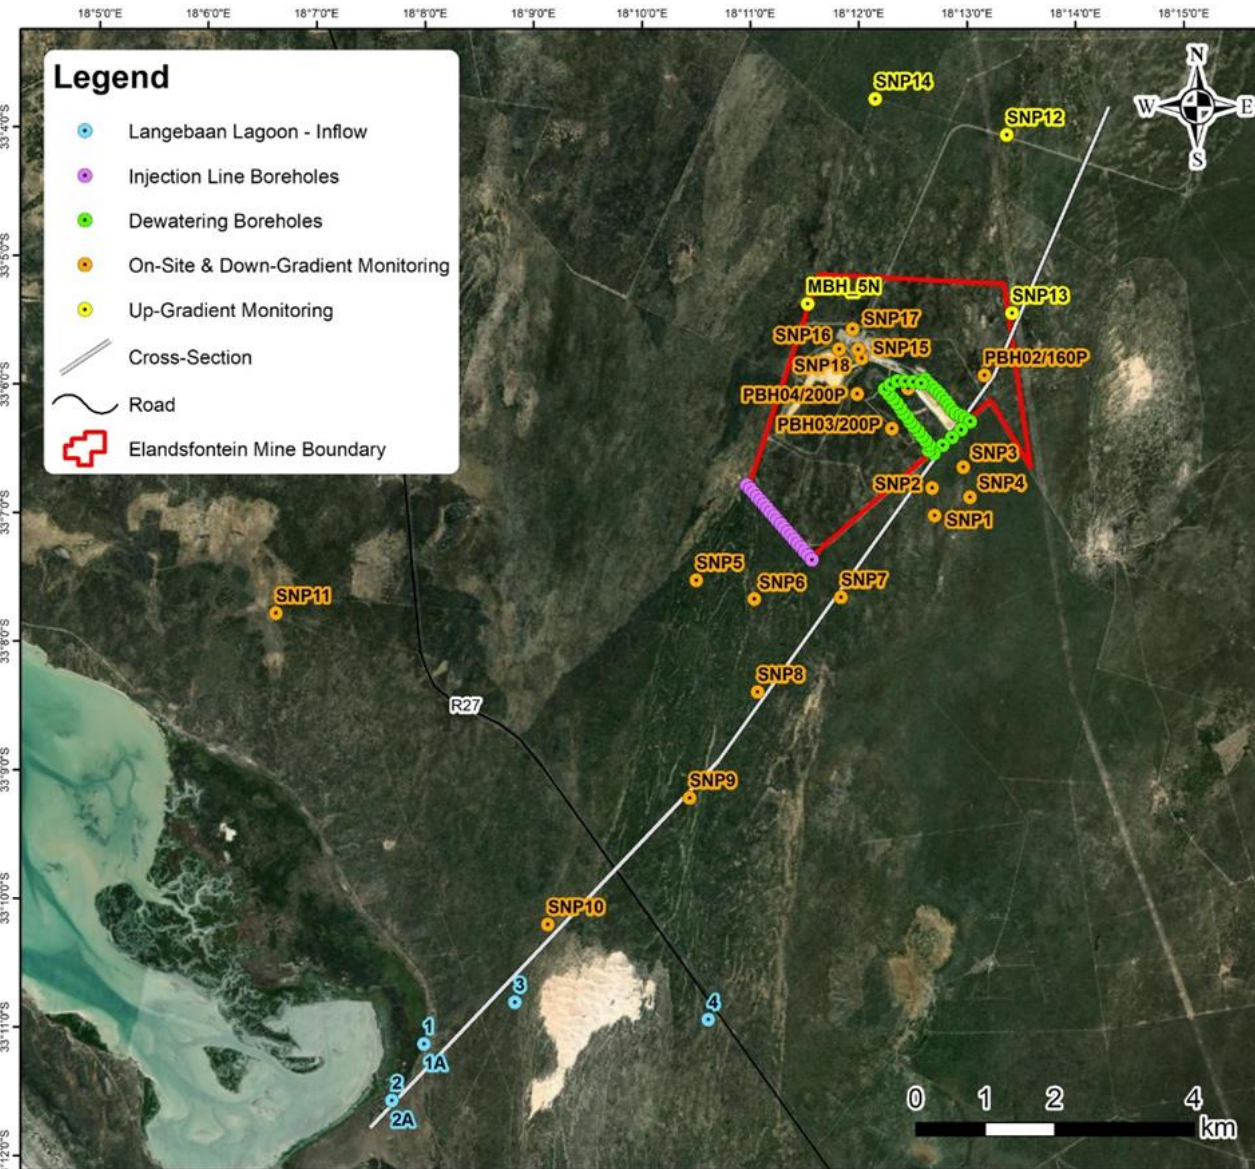 18°5'0"E 18°6'0"E 18°7'0"E 18°8'0"E 18°9'0"E 18°10'0"E 18°11'0"E 18°12'0"E 18°13'0"E 18°14'0"E 18°15'0"E
Legend
Langebaan Lagoon - Inflow
Injection Line Boreholes
Dewatering Boreholes
On-Site & Down-Gradient Monitoring
Up-Gradient Monitoring
Cross-Section
Road
Elandsfontein Mine Boundary
N
W E
S
33°4'0"S
33°5'0"S
33°6'0"S
33°7'0"S
33°8'0"S
33°9'0"S
33°10'0"S
33°11'0"S
33°12'0"S
SNP14
SNP12
MBH_5N
SNP13
SNP17
SNP16
SNP15
PBH02/160P
SNP18
PBH04/200P
PBH03/200P
SNP3
SNP2
SNP4
SNP1
SNP5
SNP6
SNP7
SNP11
SNP8
R27
SNP9
SNP10
3
4
1
1A
2
2A
0 1 2 4
km